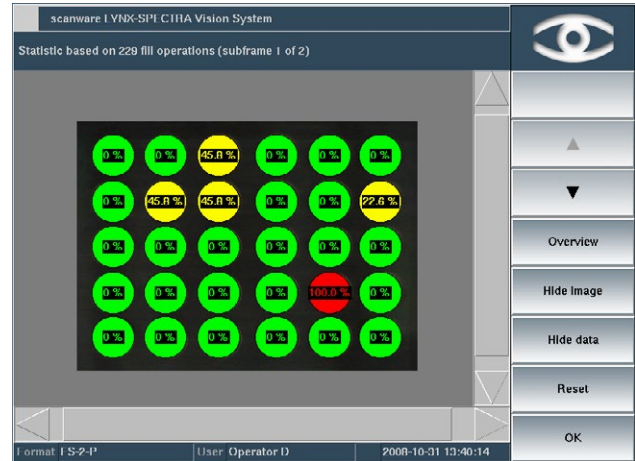 scanware LYNX-SPECTRA Vision System
Statistic based on 229 fill operations (subframe 1 of 2)
0 % 0 % 45.8 % 0 % 0 % 0 %
0 % 45.8 % 45.8 % 0 % 0 % 22.6 %
0 % 0 % 0 % 0 % 0 % 0 %
0 % 0 % 0 % 0 % 100.0 % 0 %
0 % 0 % 0 % 0 % 0 % 0 %
Overview
Hide image
Hide data
Reset
OK
Format FS-2-P User Operator D 2008-10-31 13:40:14